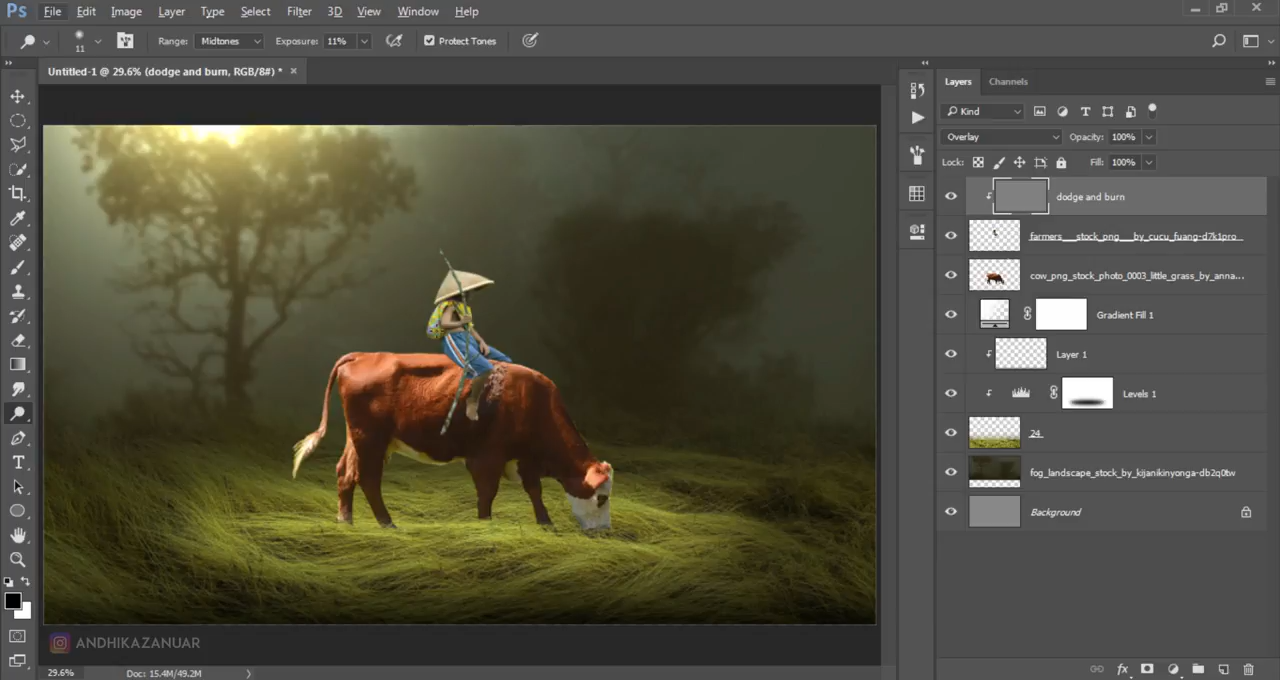 Ps File Edit Image Layer Type Select Filter 3D View Window Help
11 Range: Midtones Exposure: 11% Protect Tones
Untitled-1 @ 29.6% (dodge and burn, RGB/8#) * ×
Layers Channels
Kind
Overlay Opacity: 100%
Lock: Fill: 100%
dodge and burn
farmers___stock_png___by_cucu_fuang-d7k1pro
cow_png_stock_photo_0003_little_grass_by_anna...
Gradient Fill 1
Layer 1
Levels 1
24
fog_landscape_stock_by_kijanikinyonga-db2q0tw
Background
ANDHIKAZANUAR
29.6% Doc: 15.4M/49.2M
fx